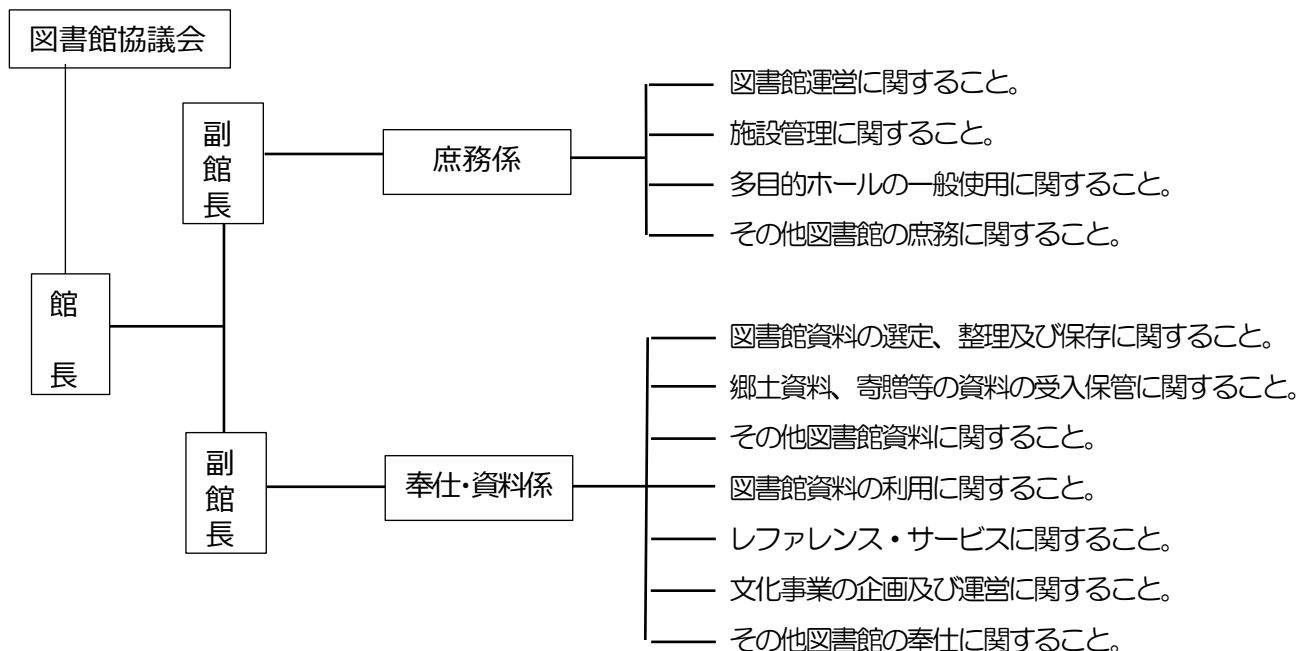 図書館協議会
館長
副館長
庶務係
図書館運営に関すること。
施設管理に関すること。
多目的ホールの一般使用に関すること。
その他図書館の庶務に関すること。
副館長
奉仕・資料係
図書館資料の選定、整理及び保存に関すること。
郷土資料、寄贈等の資料の受入保管に関すること。
その他図書館資料に関すること。
図書館資料の利用に関すること。
レファレンス・サービスに関すること。
文化事業の企画及び運営に関すること。
その他図書館の奉仕に関すること。